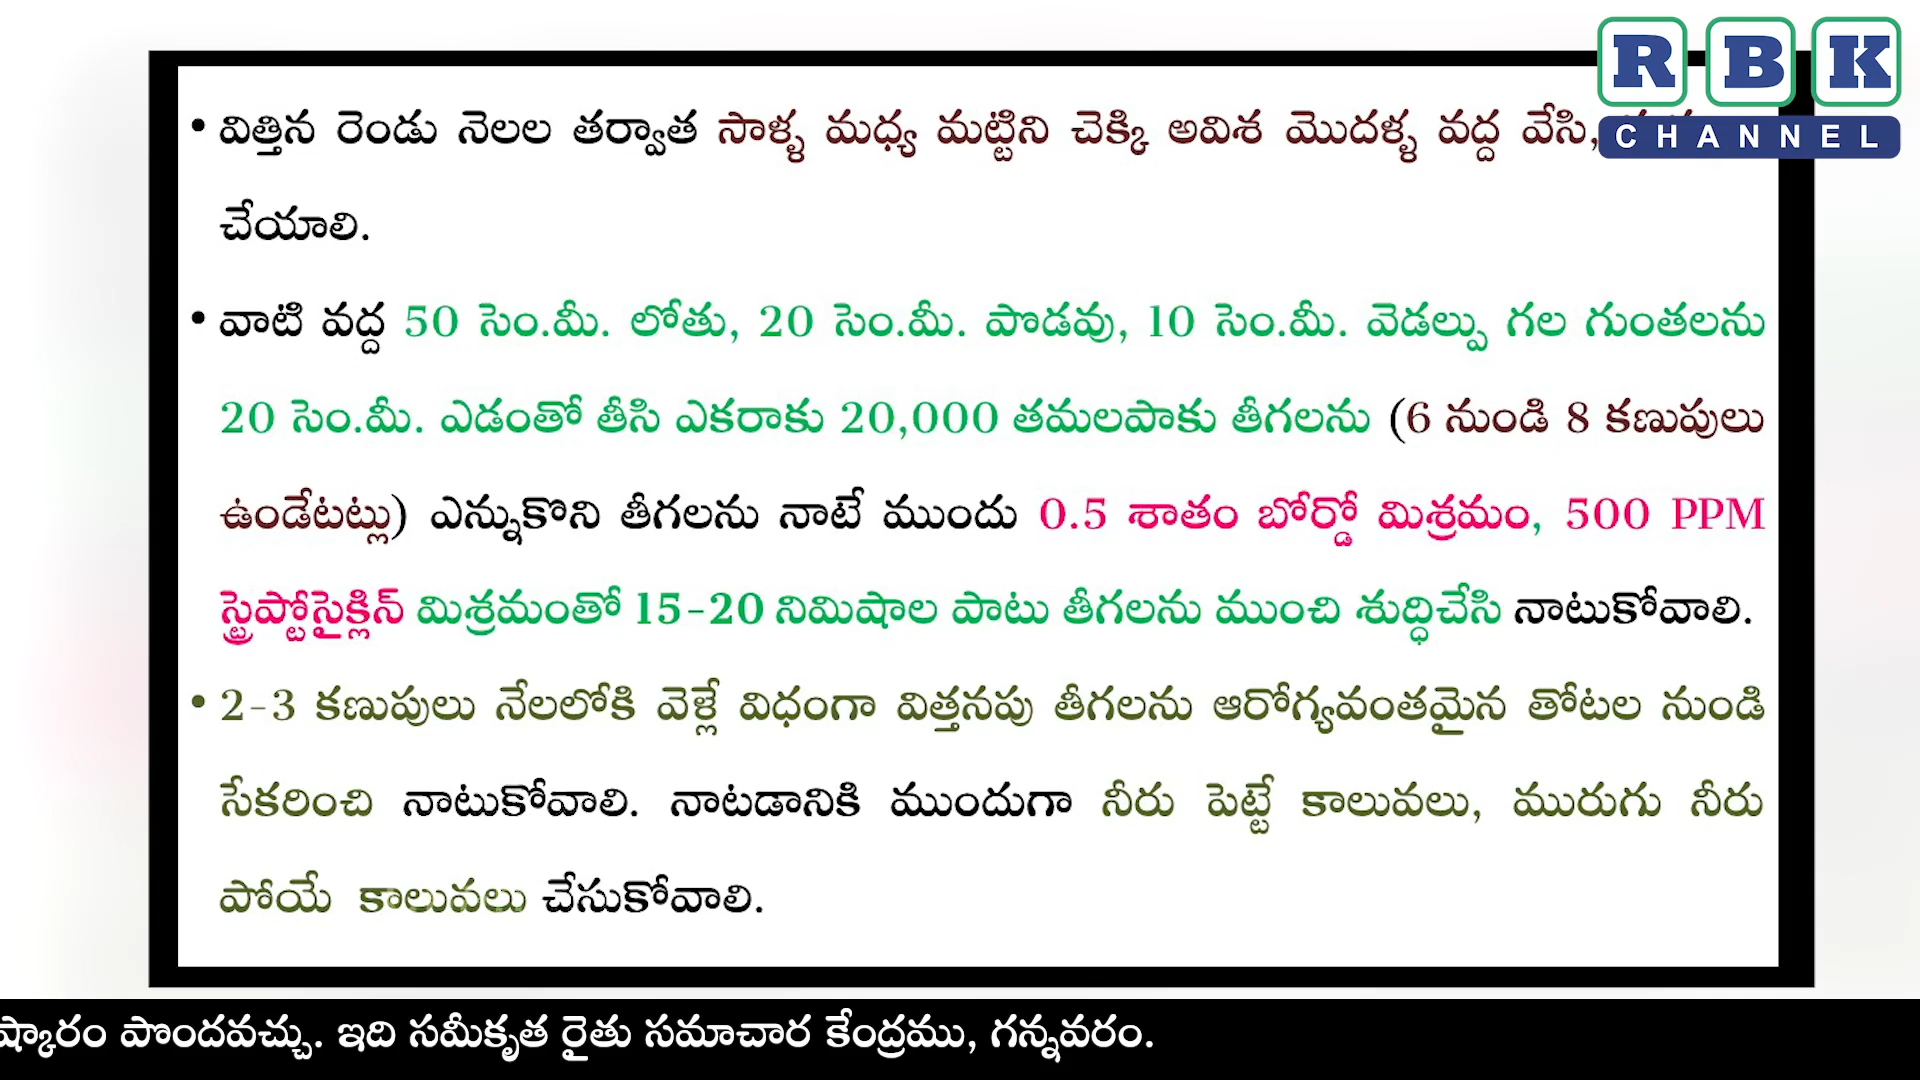 RBK
CHANNEL
• విత్తిన రెండు నెలల తర్వాత సాళ్ళ మధ్య మట్టిని చెక్కి అవిశ మొదళ్ళ వద్ద వేసి,
చేయాలి.
• వాటి వద్ద 50 సెం.మీ. లోతు, 20 సెం.మీ. పొడవు, 10 సెం.మీ. వెడల్పు గల గుంతలను
20 సెం.మీ. ఎడంతో తీసి ఎకరాకు 20,000 తమలపాకు తీగలను (6 నుండి 8 కణుపులు
ఉండేటట్లు) ఎన్నుకొని తీగలను నాటే ముందు 0.5 శాతం బోర్డో మిశ్రమం, 500 PPM
స్ట్రెప్టోసైక్లిన్ మిశ్రమంతో 15-20 నిమిషాల పాటు తీగలను ముంచి శుద్ధిచేసి నాటుకోవాలి.
• 2-3 కణుపులు నేలలోకి వెళ్లే విధంగా విత్తనపు తీగలను ఆరోగ్యవంతమైన తోటల నుండి
సేకరించి నాటుకోవాలి. నాటడానికి ముందుగా నీరు పెట్టే కాలువలు, మురుగు నీరు
పోయే కాలువలు చేసుకోవాలి.
ష్కారం పొందవచ్చు. ఇది సమీకృత రైతు సమాచార కేంద్రము, గన్నవరం.